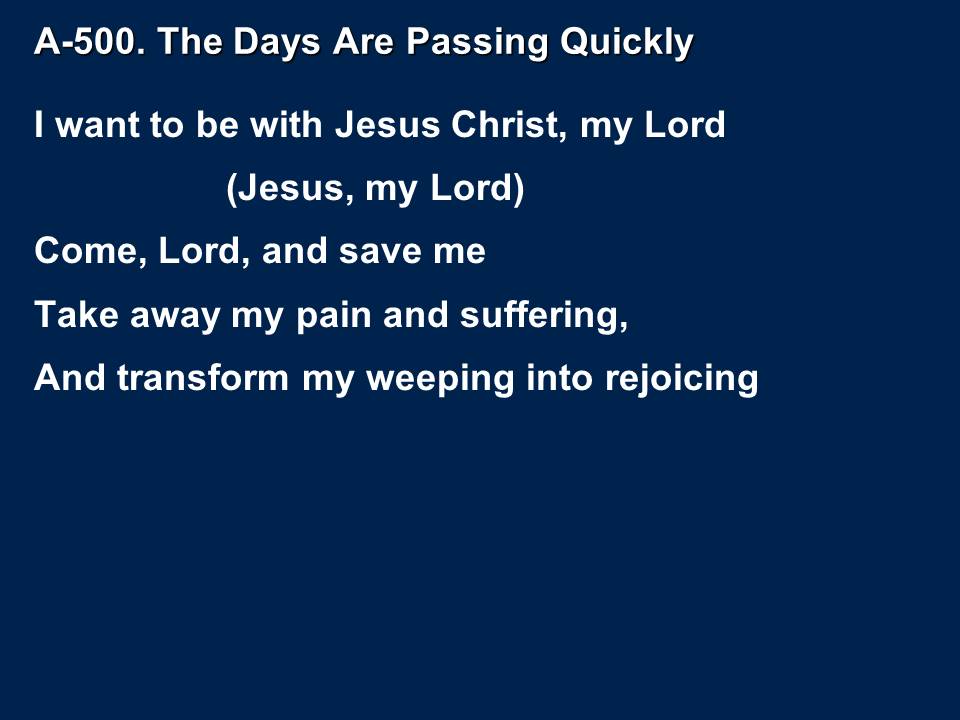 A-500. The Days Are Passing Quickly
I want to be with Jesus Christ, my Lord
(Jesus, my Lord)
Come, Lord, and save me
Take away my pain and suffering,
And transform my weeping into rejoicing